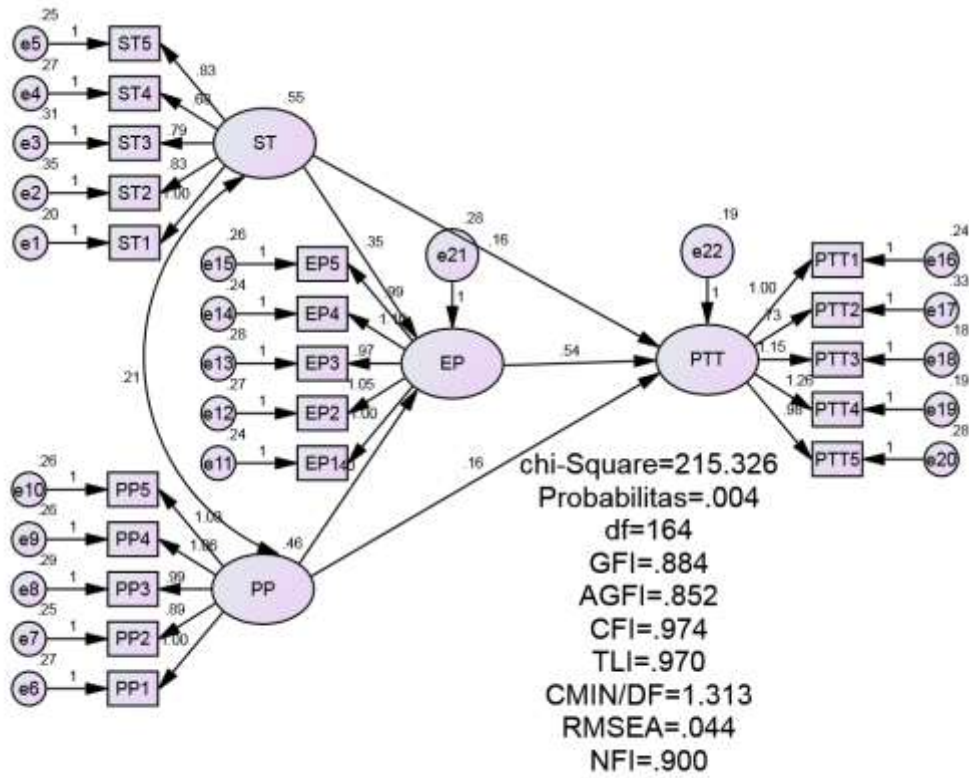 .25
e5 1 ST5
.27
.83
e4 1 ST4
.55
.31
e3 1 ST3 .79 ST
.35
.83
e2 1 ST2 1.00
.20
e1 1 ST1
.28
.19
.26 .35 .16
.24
e15 1 EP5 e21 e22 1 PTT1 1 e16
.24 .99 1 1 1.00 .33
e14 1 EP4 .73 PTT2 1 e17
.28 .97 .54 1.15 .18
e13 1 EP3 EP PTT PTT3 1 e18
.21 .27 1.05 1.26 .19
e12 1 EP2 1.00 PTT4 1 e19
.24 .98 .28
e11 1 EP1 PTT5 1 e20
.16
.26
e10 1 PP5
.26 1.03
e9 1 PP4 .46
.29
e8 1 PP3 .99 PP
.25 .89
e7 1 PP2 1.00
.27
e6 1 PP1
chi-Square=215.326
Probabilitas=.004
df=164
GFI=.884
AGFI=.852
CFI=.974
TLI=.970
CMIN/DF=1.313
RMSEA=.044
NFI=.900